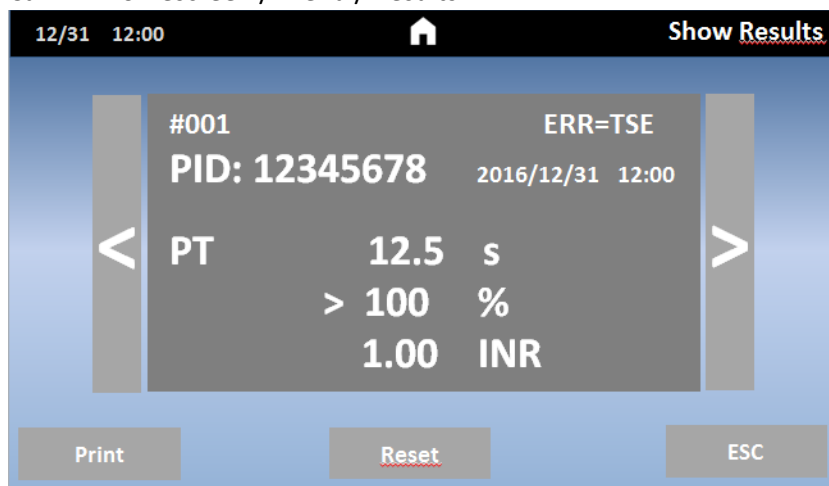 12/31 12:00 Show Results
#001 ERR=TSE
PID: 12345678 2016/12/31 12:00
< PT 12.5 s >
> 100 %
1.00 INR
Print Reset ESC